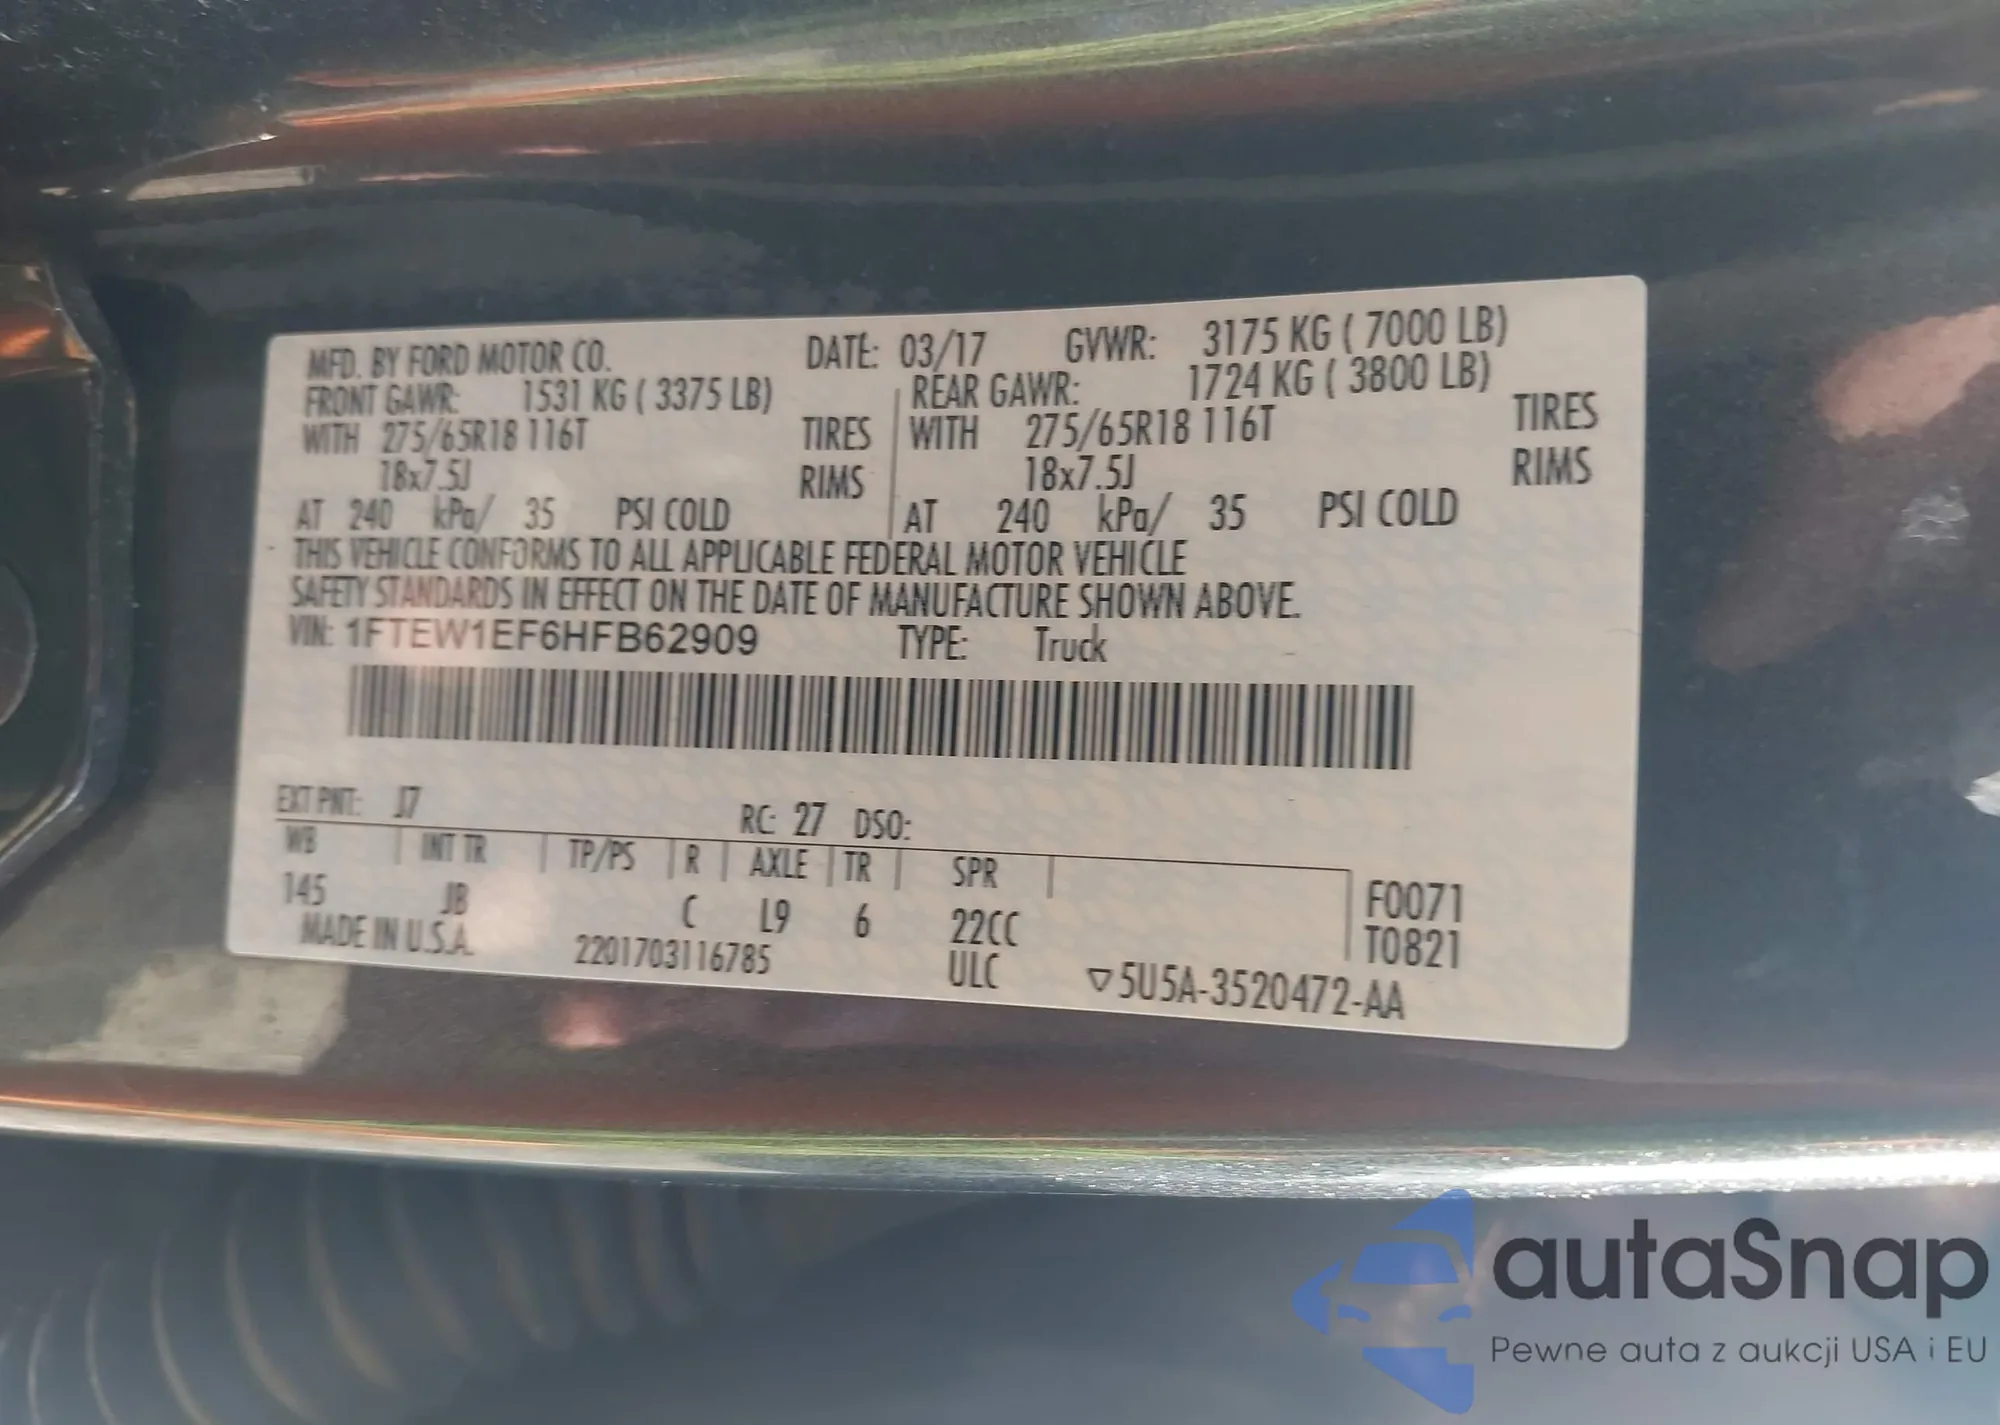 MFD. BY FORD MOTOR CO. DATE: 03/17 GVWR: 3175 KG ( 7000 LB)
FRONT GAWR: 1531 KG ( 3375 LB) REAR GAWR: 1724 KG ( 3800 LB)
WITH 275/65R18 116T TIRES WITH 275/65R18 116T TIRES
18x7.5J RIMS 18x7.5J RIMS
AT 240 kPa/ 35 PSI COLD AT 240 kPa/ 35 PSI COLD
THIS VEHICLE CONFORMS TO ALL APPLICABLE FEDERAL MOTOR VEHICLE
SAFETY STANDARDS IN EFFECT ON THE DATE OF MANUFACTURE SHOWN ABOVE.
VIN: 1FTEW1EF6HFB62909 TYPE: Truck
EXT PNT: J7 RC: 27 DSO:
WB INT TR TP/PS R AXLE TR SPR
145 JB C L9 6 22CC F0071
MADE IN U.S.A. 2201703116785 ULC T0821
▽5U5A-3520472-AA
autaSnap
Pewne auta z aukcji USA i EU